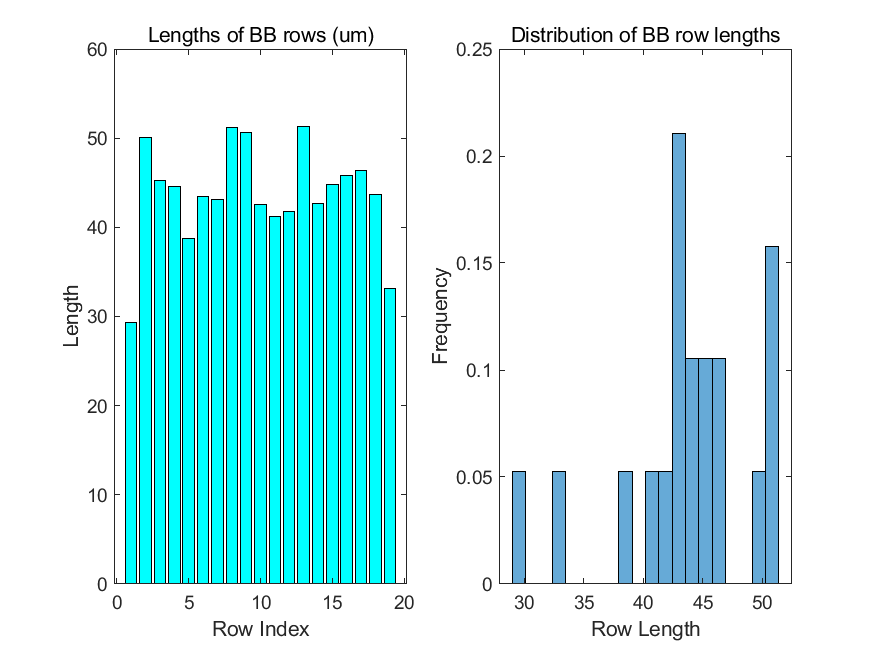 Lengths of BB rows (um)
60
50
40
30
20
10
0
Length
0 5 10 15 20
Row Index
Distribution of BB row lengths
0.25
0.2
0.15
0.1
0.05
0
Frequency
30 35 40 45 50
Row Length